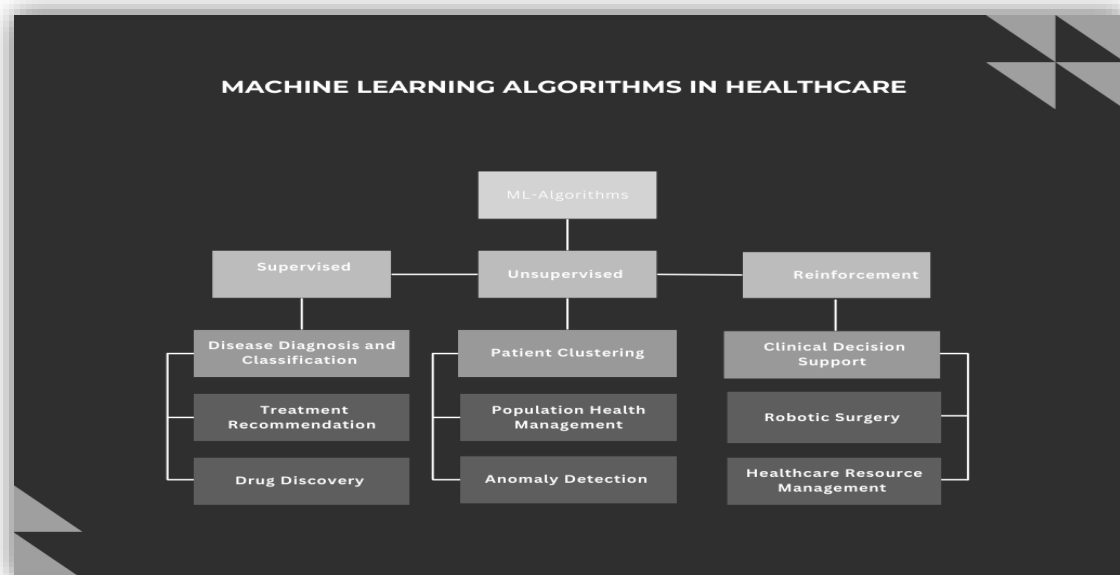 MACHINE LEARNING ALGORITHMS IN HEALTHCARE
ML-Algorithms
Supervised
Unsupervised
Reinforcement
Disease Diagnosis and
Classification
Patient Clustering
Clinical Decision
Support
Treatment
Recommendation
Population Health
Management
Robotic Surgery
Drug Discovery
Anomaly Detection
Healthcare Resource
Management